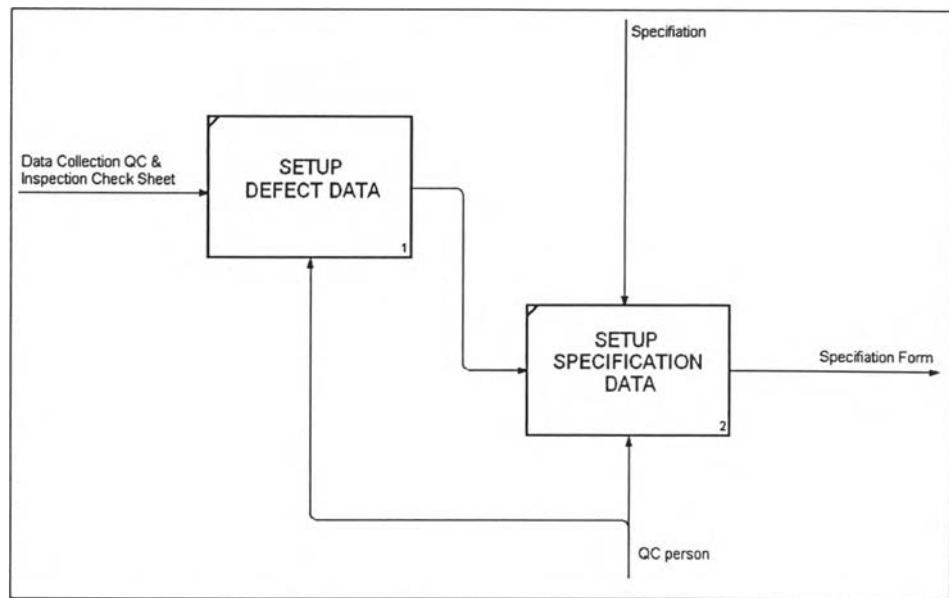 Specifiation
Data Collection QC &
Inspection Check Sheet
SETUP
DEFECT DATA
1
SETUP
SPECIFICATION
DATA
2
Specifiation Form
QC person